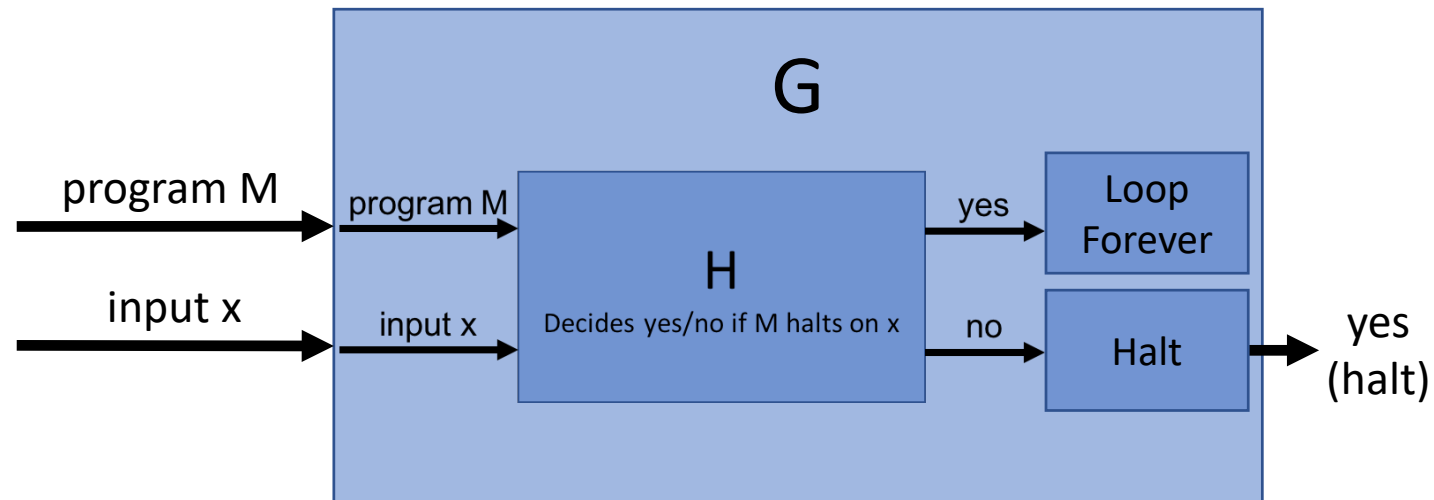 G
program M
program M
yes
Loop
Forever
H
Decides yes/no if M halts on x
input x
input x
no
Halt
yes
(halt)